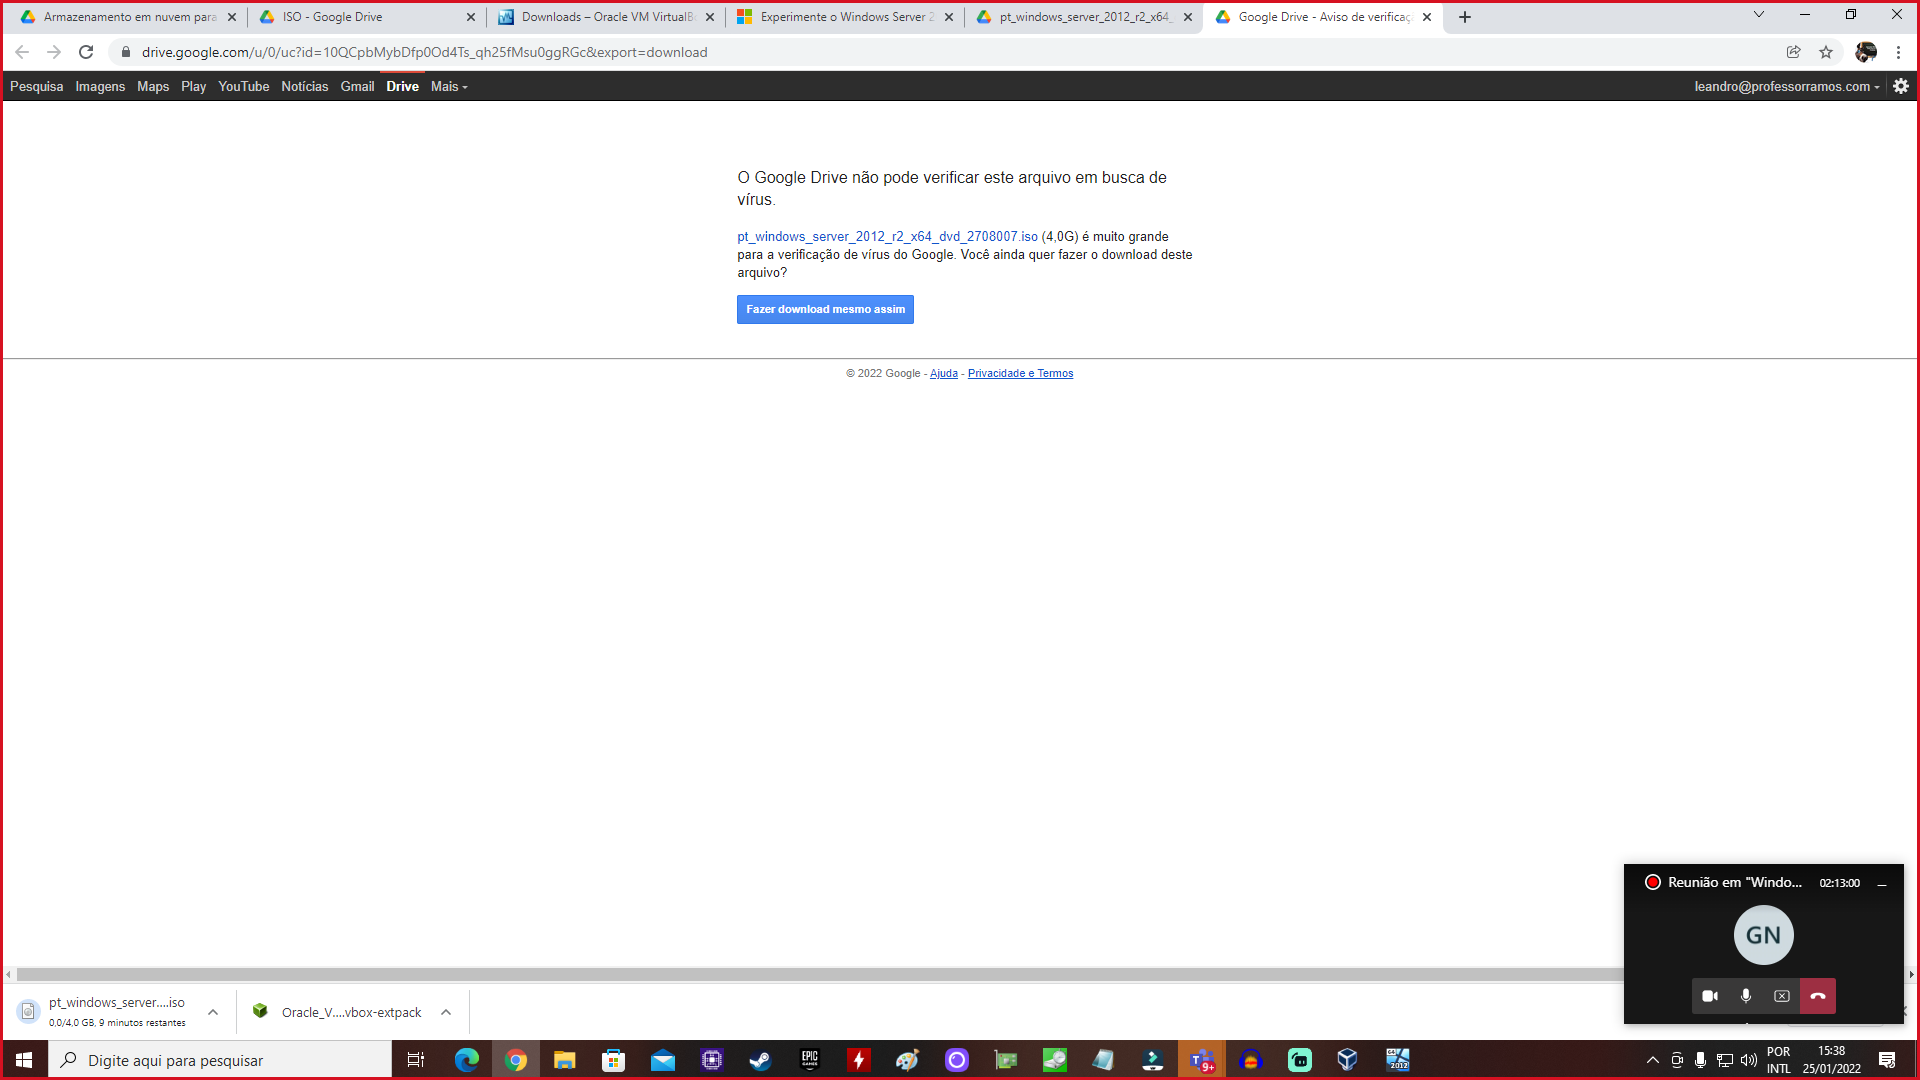 Armazenamento em nuvem para
ISO - Google Drive
Downloads – Oracle VM VirtualB
Experimente o Windows Server 2
pt_windows_server_2012_r2_x64_
Google Drive - Aviso de verificaç
drive.google.com/u/0/uc?id=10QCpbMybDfp0Od4Ts_qh25fMsu0ggRGc&export=download
Pesquisa Imagens Maps Play YouTube Notícias Gmail Drive Mais
leandro@professorramos.com
O Google Drive não pode verificar este arquivo em busca de
vírus.
pt_windows_server_2012_r2_x64_dvd_2708007.iso (4,0G) é muito grande
para a verificação de vírus do Google. Você ainda quer fazer o download deste
arquivo?
Fazer download mesmo assim
© 2022 Google - Ajuda - Privacidade e Termos
Reunião em "Windo... 02:13:00
GN
pt_windows_server....iso
0,0/4,0 GB, 9 minutos restantes
Oracle_V....vbox-extpack
Digite aqui para pesquisar
EPIC
GAMES
T
9+
64
2012
POR
INTL
15:38
25/01/2022